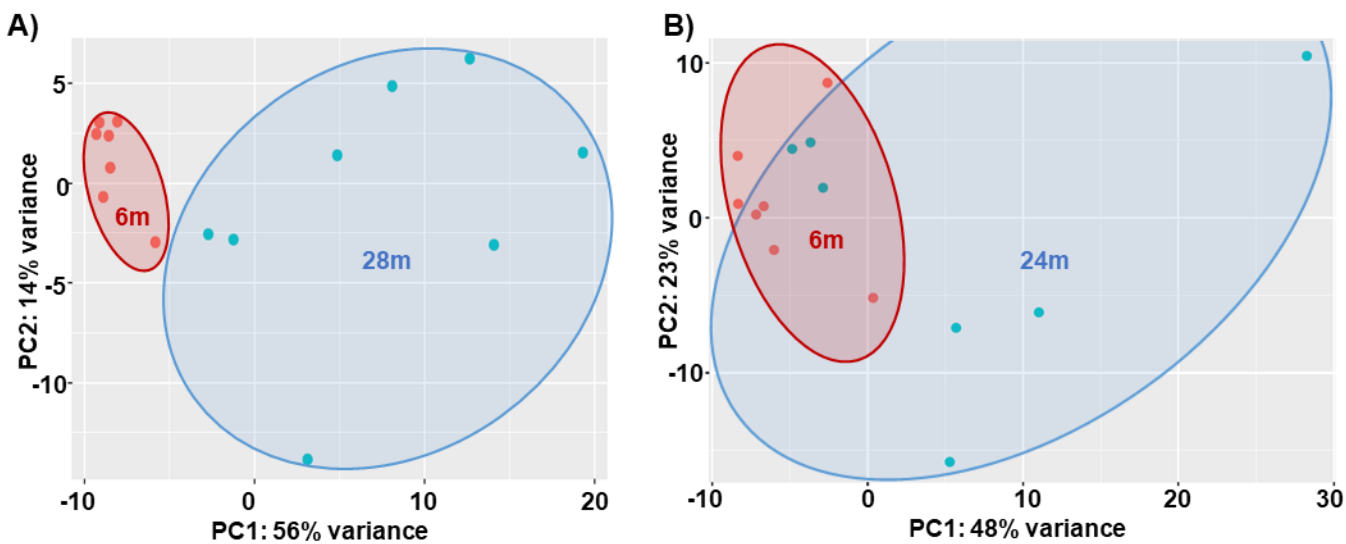 A)
5
0
-5
-10
PC2: 14% variance
6m
28m
-10
0
10
20
PC1: 56% variance
B)
10
0
-10
PC2: 23% variance
6m
24m
-10
0
10
20
30
PC1: 48% variance